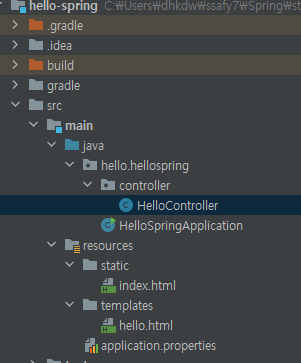 hello-spring C:₩Users₩dhkdw₩ssafy7₩Spring₩st
.gradle
.idea
build
gradle
src
main
java
hello.hellospring
controller
HelloController
HelloSpringApplication
resources
static
index.html
templates
hello.html
application.properties